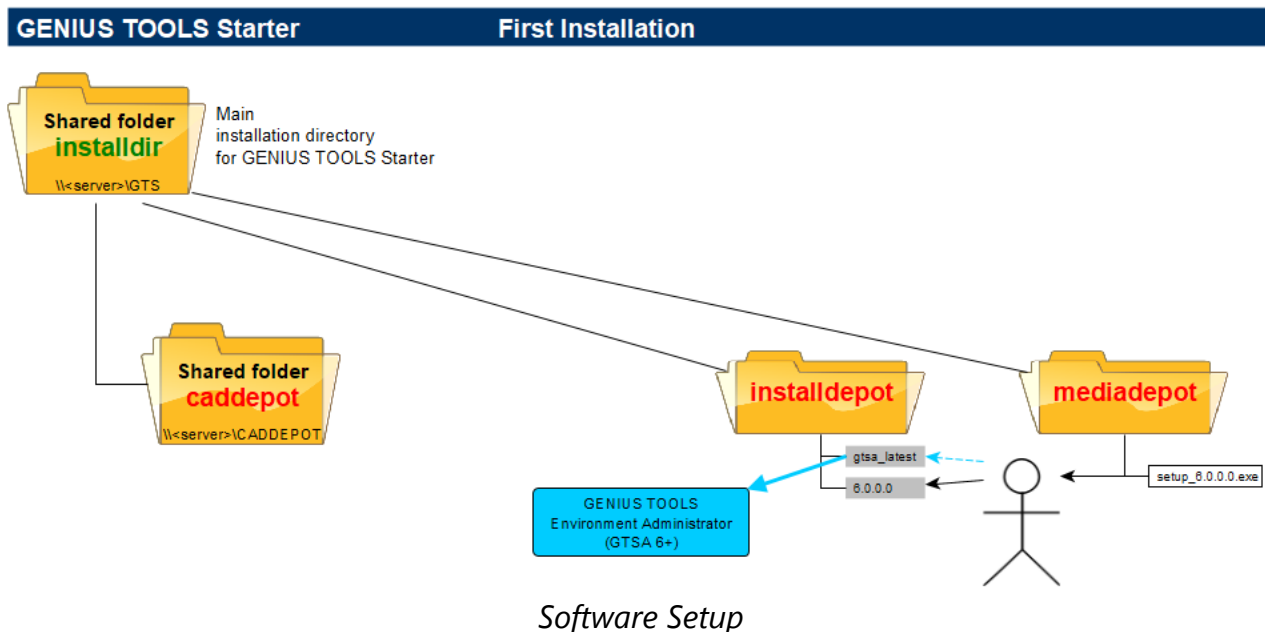 GENIUS TOOLS Starter First Installation
Shared folder
installdir
\\<server>\GTS
Main
installation directory
for GENIUS TOOLS Starter
Shared folder
caddepot
\\<server>\CADDEPOT
installdepot
mediadepot
gtsa_latest
6.0.0.0
setup_6.0.0.0.exe
GENIUS TOOLS
Environment Administrator
(GTSA 6+)
Software Setup